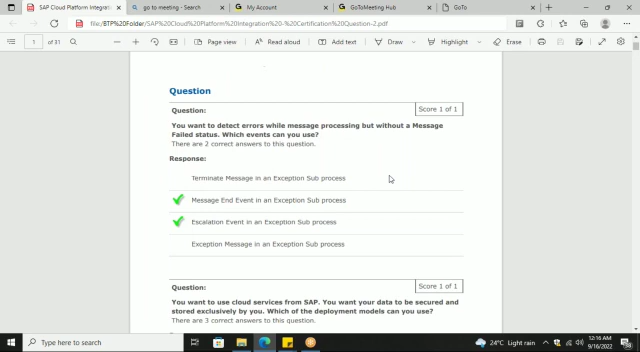 SAP Cloud Platform Integrati
go to meeting - Search
My Account
GoToMeeting Hub
GoTo
file:/BTP%20Folder/SAP%20Cloud%20Platform%20Integration%20-%20Certification%20Question-2.pdf
1 of 31
Page view
Read aloud
Add text
Draw
Highlight
Erase
Question
Question:
Score 1 of 1
You want to detect errors while message processing but without a Message
Failed status. Which events can you use?
There are 2 correct answers to this question.
Response:
Terminate Message in an Exception Sub process
Message End Event in an Exception Sub process
Escalation Event in an Exception Sub process
Exception Message in an Exception Sub process
Question:
Score 1 of 1
You want to use cloud services from SAP. You want your data to be secured and
stored exclusively by you. Which of the deployment models can you use?
There are 3 correct answers to this question.
Type here to search
24°C Light rain
12:16 AM
9/16/2022